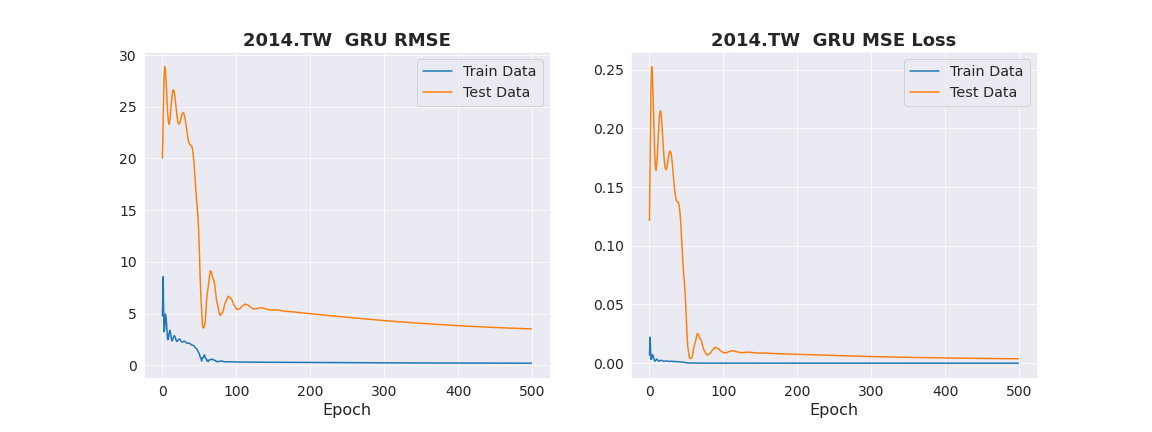 2014.TW  GRU RMSE
30
25
20
15
10
5
0
0 100 200 300 400 500
Epoch
Train Data
Test Data
2014.TW  GRU MSE Loss
0.25
0.20
0.15
0.10
0.05
0.00
0 100 200 300 400 500
Epoch
Train Data
Test Data